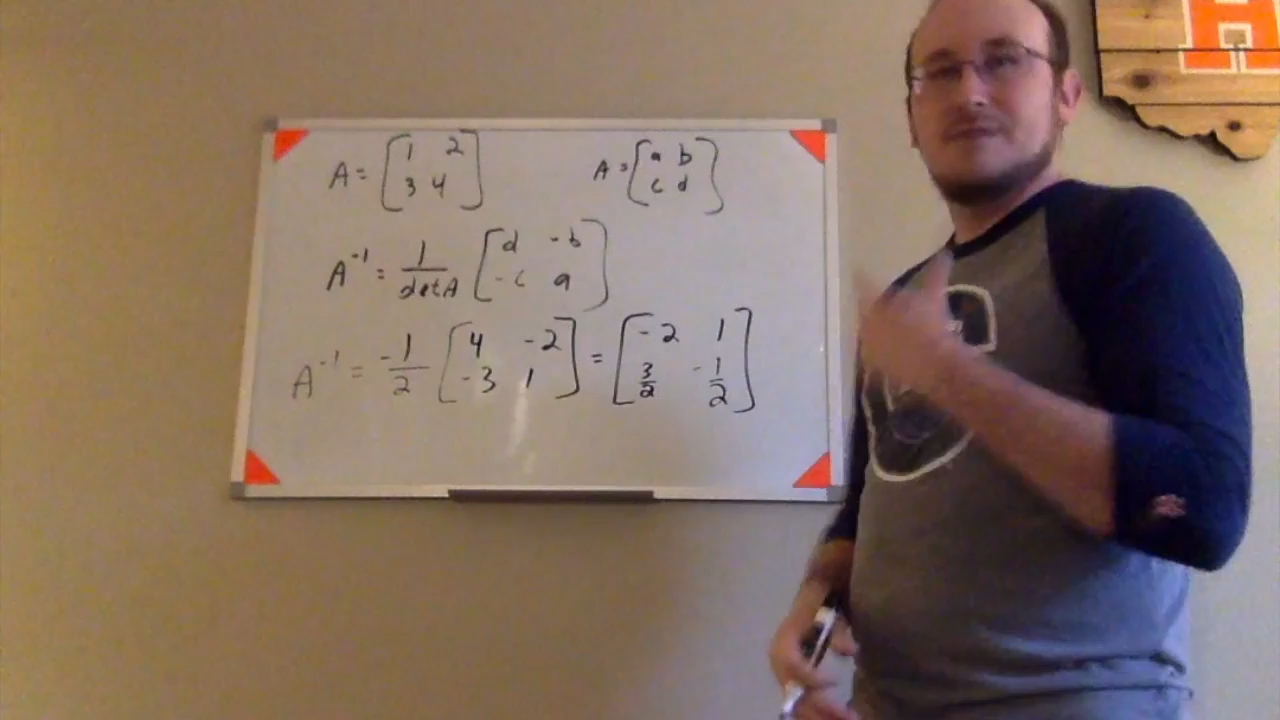 A = [1 2 A = [a b
3 4] c d]
A⁻¹ = 1/detA [d -b
-c a]
A⁻¹ = -1/2 [4 -2 = [-2 1
-3 1] 3/2 -1/2]